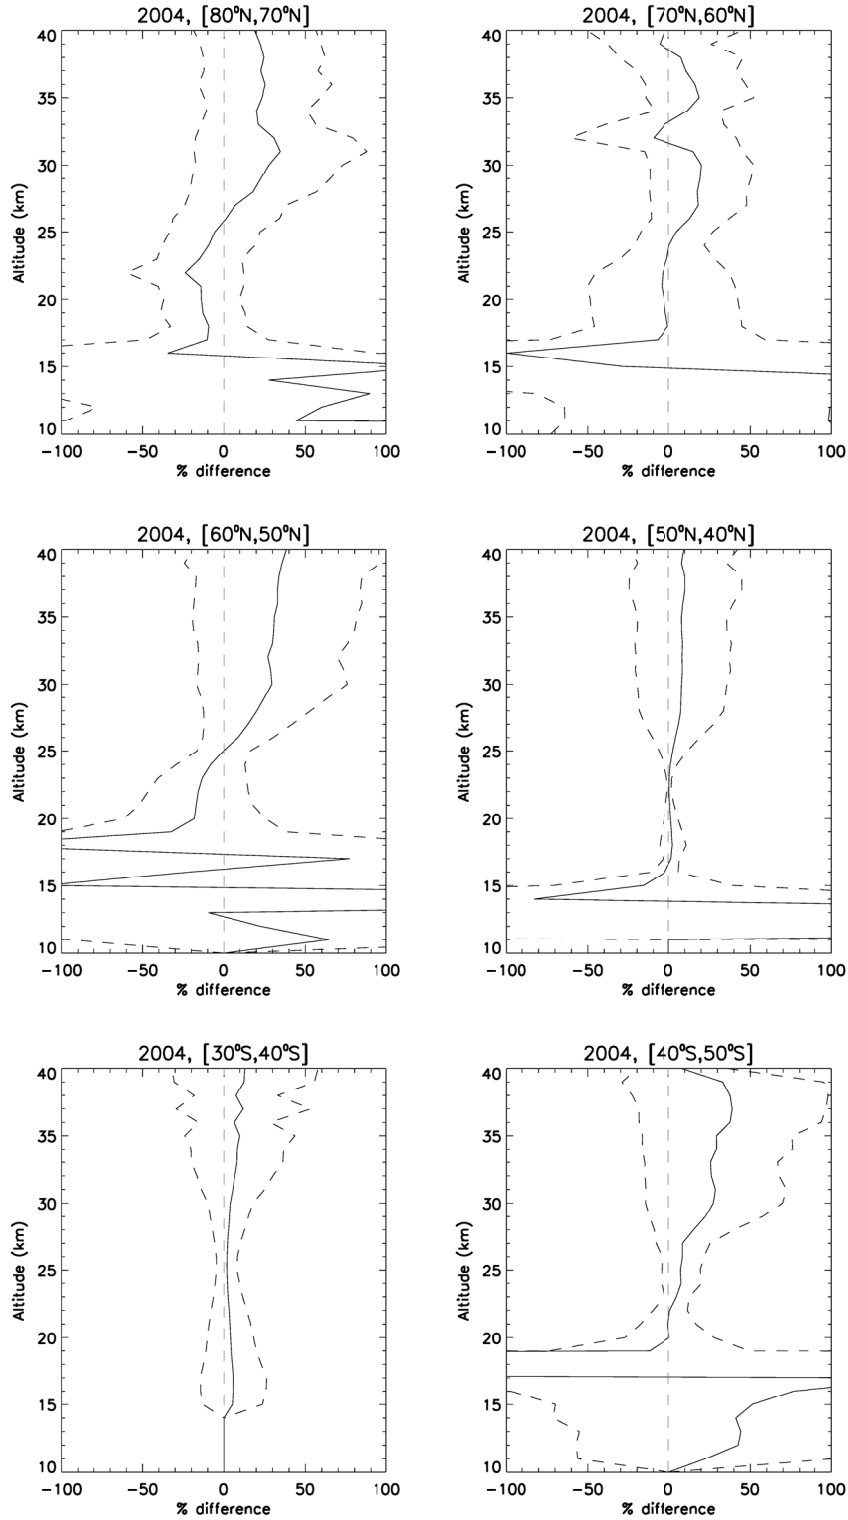 2004, [80°N,70°N]
40
35
30
25
20
15
10
Altitude (km)
−100 −50 0 50 100
% difference
2004, [70°N,60°N]
40
35
30
25
20
15
10
Altitude (km)
−100 −50 0 50 100
% difference
2004, [60°N,50°N]
40
35
30
25
20
15
10
Altitude (km)
−100 −50 0 50 100
% difference
2004, [50°N,40°N]
40
35
30
25
20
15
10
Altitude (km)
−100 −50 0 50 100
% difference
2004, [30°S,40°S]
40
35
30
25
20
15
10
Altitude (km)
−100 −50 0 50 100
% difference
2004, [40°S,50°S]
40
35
30
25
20
15
10
Altitude (km)
−100 −50 0 50 100
% difference